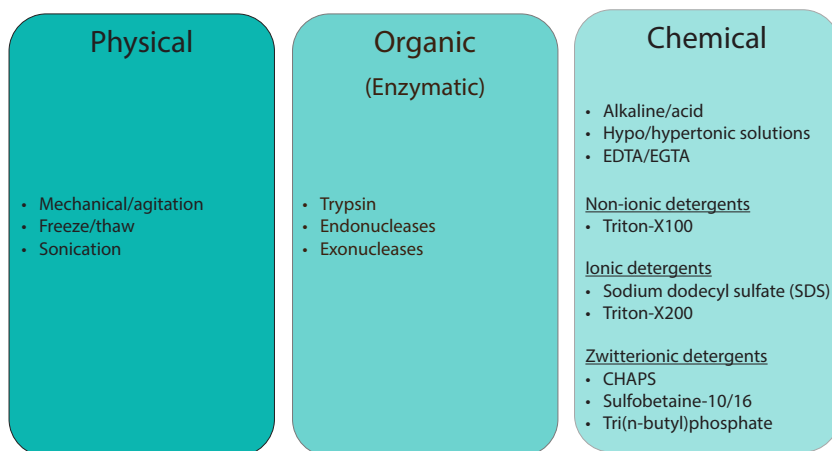 Physical
• Mechanical/agitation
• Freeze/thaw
• Sonication
Organic
(Enzymatic)
• Trypsin
• Endonucleases
• Exonucleases
Chemical
• Alkaline/acid
• Hypo/hypertonic solutions
• EDTA/EGTA
Non-ionic detergents
• Triton-X100
Ionic detergents
• Sodium dodecyl sulfate (SDS)
• Triton-X200
Zwitterionic detergents
• CHAPS
• Sulfobetaine-10/16
• Tri(n-butyl)phosphate